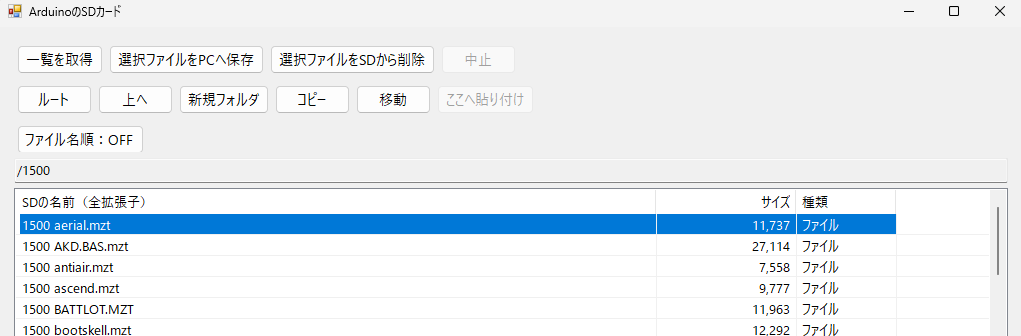 ArduinoのSDカード
一覧を取得 選択ファイルをPCへ保存 選択ファイルをSDから削除 中止
ルート 上へ 新規フォルダ コピー 移動 ここへ貼り付け
ファイル名順：OFF
/1500
SDの名前（全拡張子） サイズ 種類
1500 aerial.mzt 11,737 ファイル
1500 AKD.BAS.mzt 27,114 ファイル
1500 antiair.mzt 7,558 ファイル
1500 ascend.mzt 9,777 ファイル
1500 BATTLOT.MZT 11,963 ファイル
1500 bootskell.mzt 12,292 ファイル